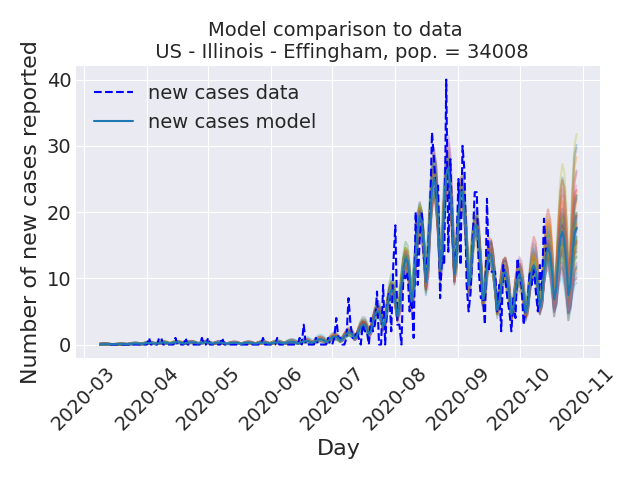 Model comparison to data
US - Illinois - Effingham, pop. = 34008
Number of new cases reported
40
30
20
10
0
new cases data
new cases model
2020-03
2020-04
2020-05
2020-06
2020-07
2020-08
2020-09
2020-10
2020-11
Day